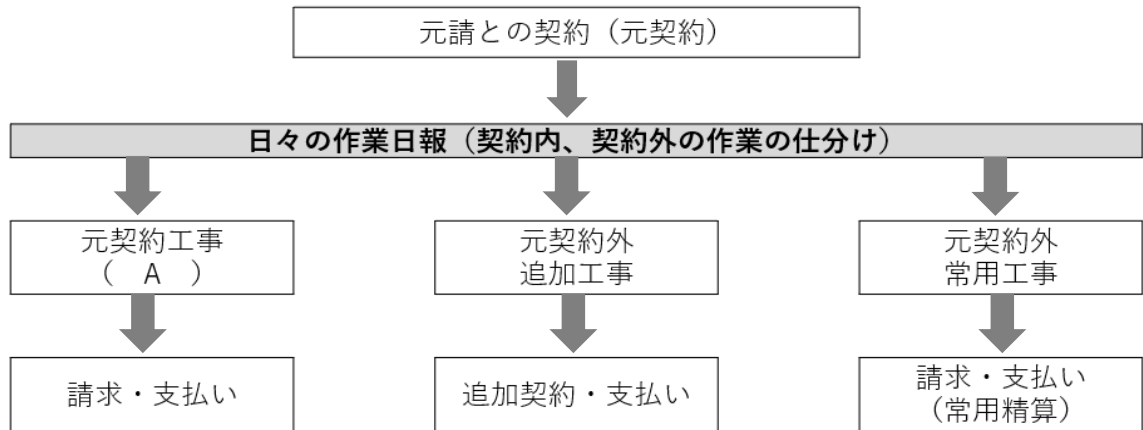 元請との契約（元契約）
日々の作業日報（契約内、契約外の作業の仕分け）
元契約工事
（　A　）
元契約外
追加工事
元契約外
常用工事
請求・支払い
追加契約・支払い
請求・支払い
（常用精算）